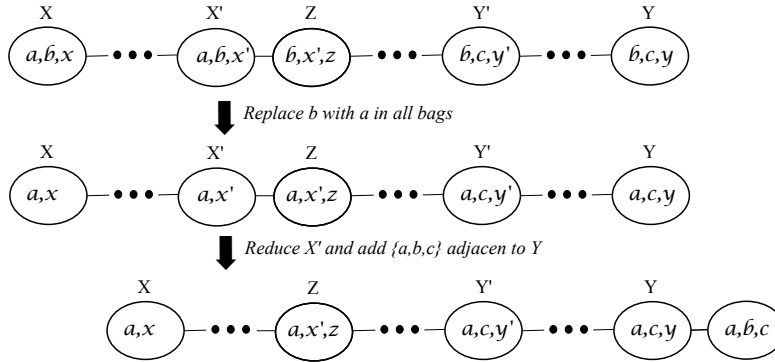 X X' Z Y' Y
a,b,x ••• a,b,x' b,x',z ••• b,c,y' ••• b,c,y
Replace b with a in all bags
X X' Z Y' Y
a,x ••• a,x' a,x',z ••• a,c,y' ••• a,c,y
Reduce X' and add {a,b,c} adjacen to Y
X Z Y' Y
a,x ••• a,x',z ••• a,c,y' ••• a,c,y a,b,c